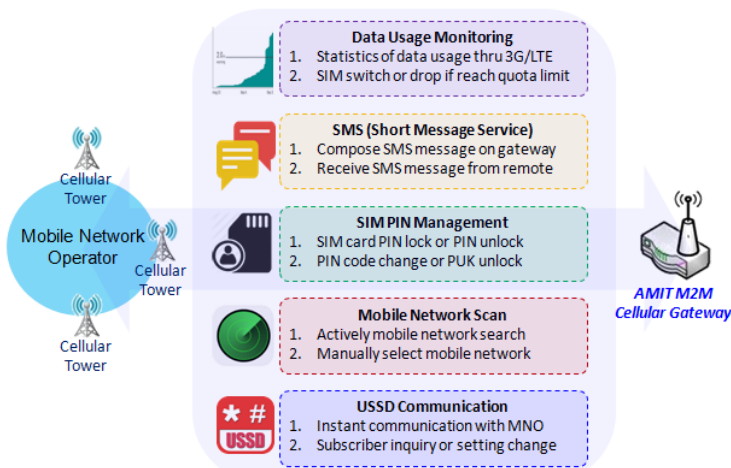 Data Usage Monitoring
1. Statistics of data usage thru 3G/LTE
2. SIM switch or drop if reach quota limit
SMS (Short Message Service)
1. Compose SMS message on gateway
2. Receive SMS message from remote
Cellular
Tower
Mobile Network
Operator
Cellular
Tower
SIM PIN Management
1. SIM card PIN lock or PIN unlock
2. PIN code change or PUK unlock
AMIT M2M
Cellular Gateway
Cellular
Tower
Mobile Network Scan
1. Actively mobile network search
2. Manually select mobile network
* #
USSD
USSD Communication
1. Instant communication with MNO
2. Subscriber inquiry or setting change